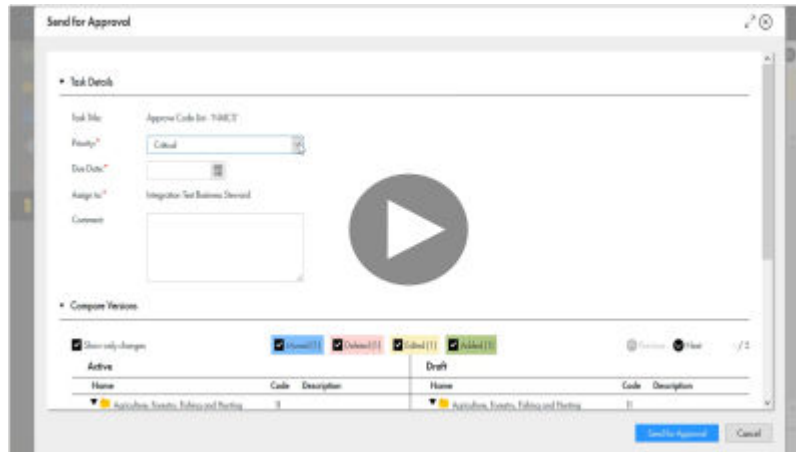 Send for Approval
Task Details
Task Title: Approve Code list 'NAICS'
Priority:* Critical
Due Date:*
Assign to:* Integration Test Business Steward
Comment:
Compare Versions
Show only changes Moved (1) Deleted (1) Edited (1) Added (1) Previous Next
Active Draft
Name Code Description Name Code Description
Agriculture, Forestry, Fishing and Hunting 11 Agriculture, Forestry, Fishing and Hunting 11
Send for Approval Cancel